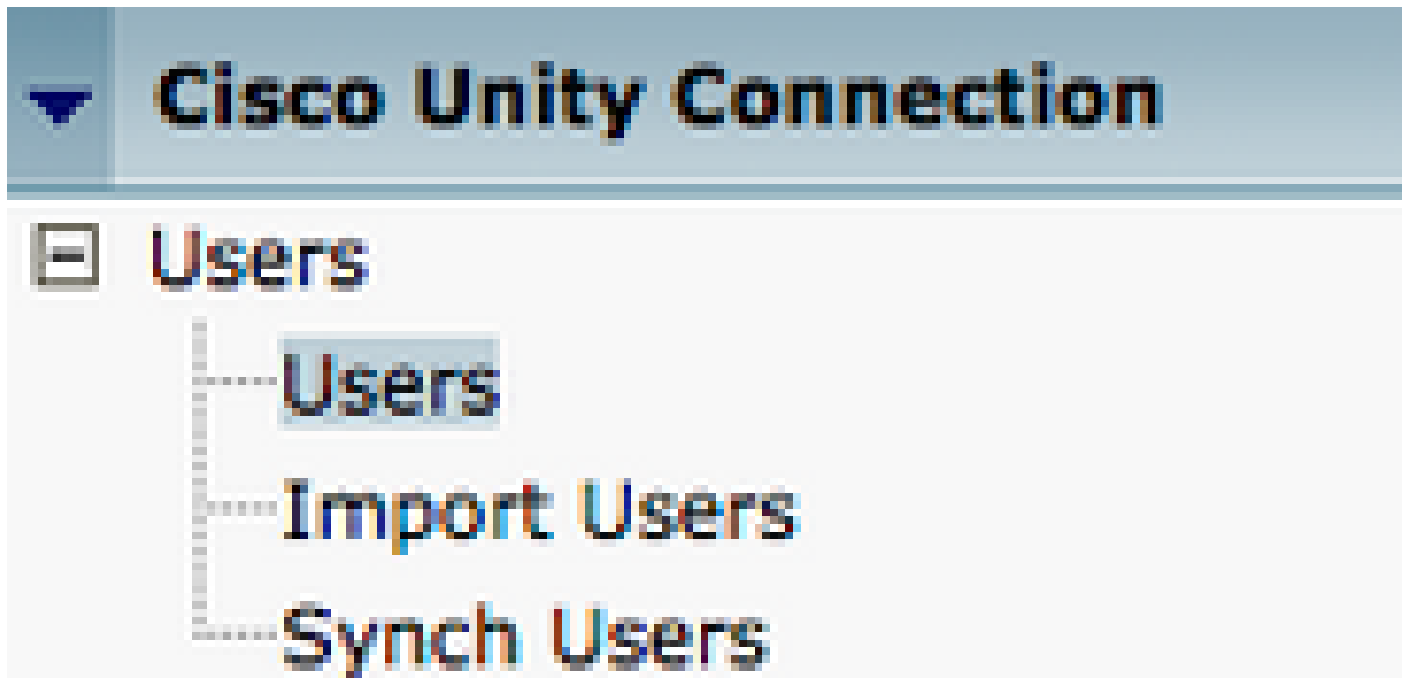 Cisco Unity Connection
Users
Users
Import Users
Synch Users